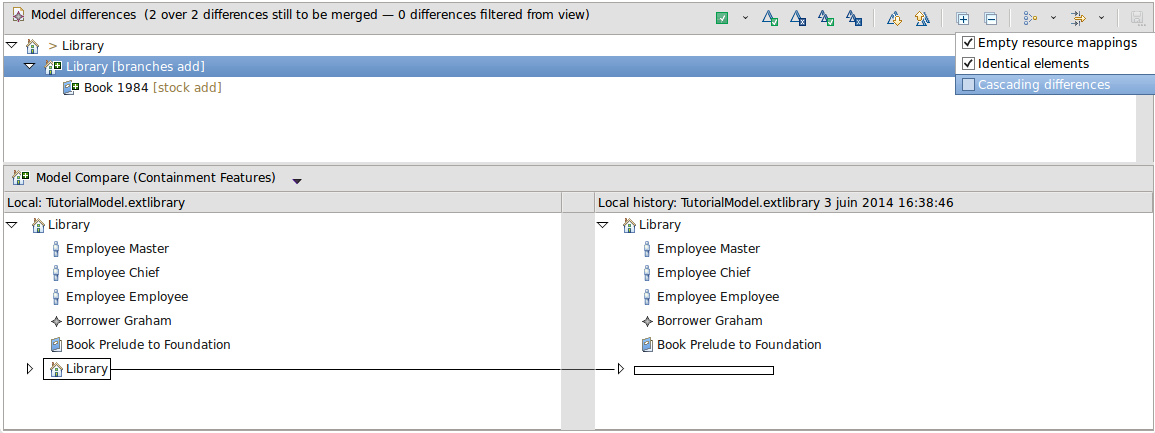 Model differences (2 over 2 differences still to be merged — 0 differences filtered from view)
> Library
Library [branches add]
Book 1984 [stock add]
Empty resource mappings
Identical elements
Cascading differences
Model Compare (Containment Features)
Local: TutorialModel.extlibrary
Local history: TutorialModel.extlibrary 3 juin 2014 16:38:46
Library
Employee Master
Employee Chief
Employee Employee
Borrower Graham
Book Prelude to Foundation
Library
Library
Employee Master
Employee Chief
Employee Employee
Borrower Graham
Book Prelude to Foundation